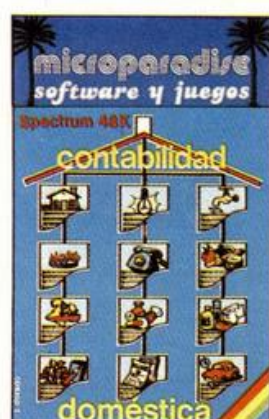 microparadise
software y juegos
Spectrum 48K
contabilidad
doméstica